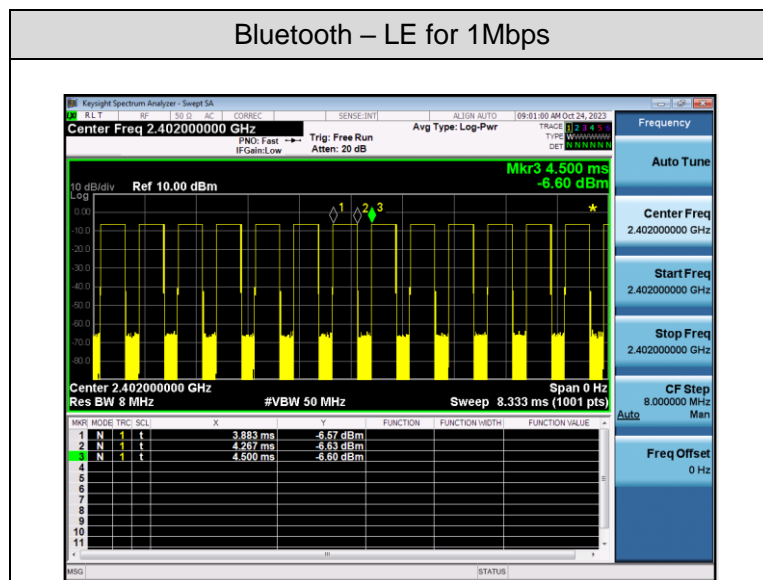 Bluetooth – LE for 1Mbps
Keysight Spectrum Analyzer - Swept SA
RLT RF 50 Ω AC CORREC SENSE:INT ALIGN AUTO 09:01:00 AM Oct 24, 2023
Center Freq 2.402000000 GHz Avg Type: Log-Pwr TRACE 1 2 3 4 5 6
PNO: Fast Trig: Free Run TYPE WWWWWW
IFGain:Low Atten: 20 dB DET N N N N N N
Frequency
Mkr3 4.500 ms
-6.60 dBm
10 dB/div Ref 10.00 dBm
Log
0.00
-10.0
-20.0
-30.0
-40.0
-50.0
-60.0
-70.0
-80.0
1 2 3
*
Center 2.402000000 GHz Span 0 Hz
Res BW 8 MHz #VBW 50 MHz Sweep 8.333 ms (1001 pts)
MKR MODE TRC SCL X Y FUNCTION FUNCTION WIDTH FUNCTION VALUE
1 N 1 t 3.883 ms -6.57 dBm
2 N 1 t 4.267 ms -6.63 dBm
3 N 1 t 4.500 ms -6.60 dBm
4
5
6
7
8
9
10
11
MSG STATUS
Auto Tune
Center Freq
2.402000000 GHz
Start Freq
2.402000000 GHz
Stop Freq
2.402000000 GHz
CF Step
8.000000 MHz
Auto Man
Freq Offset
0 Hz